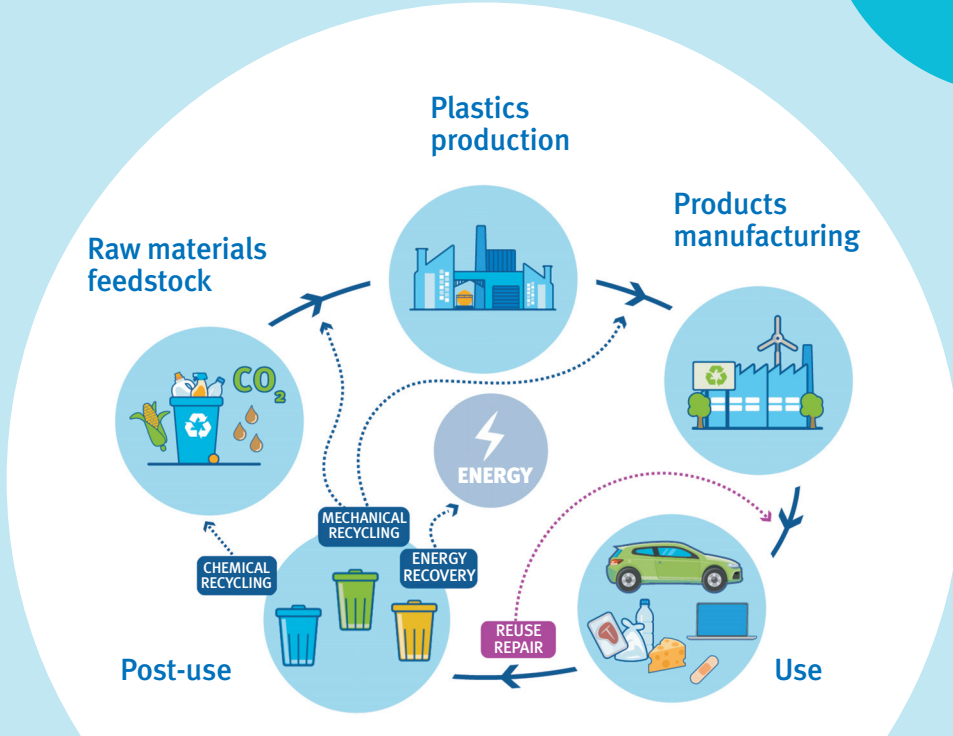 Plastics
production
Products
manufacturing
Raw materials
feedstock
CO₂
ENERGY
MECHANICAL
RECYCLING
ENERGY
RECOVERY
CHEMICAL
RECYCLING
REUSE
REPAIR
Post-use
Use